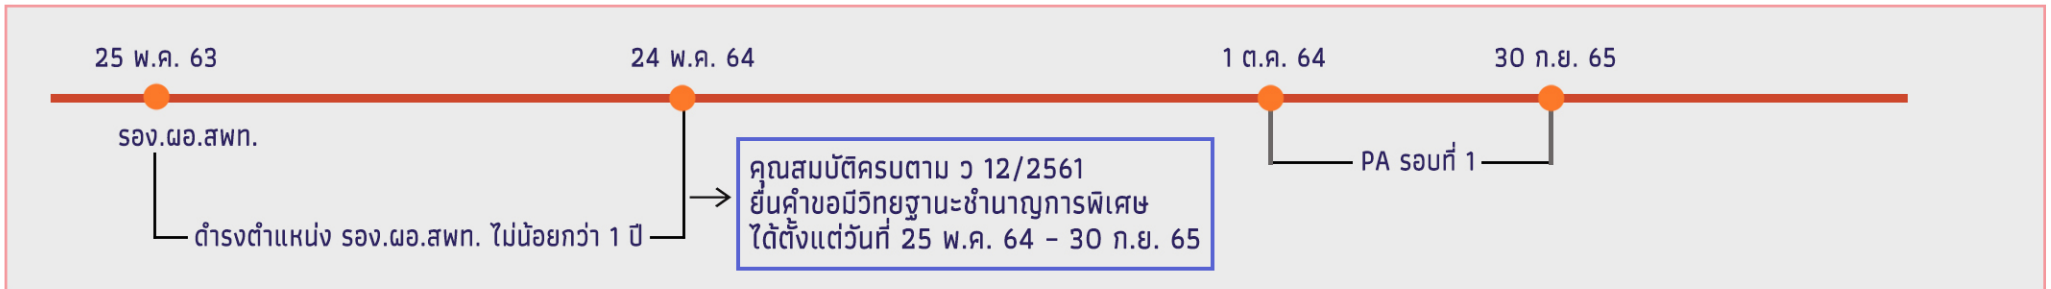 25 พ.ค. 63
24 พ.ค. 64
1 ต.ค. 64
30 ก.ย. 65
รอง.ผอ.สพท.
ดำรงตำแหน่ง รอง.ผอ.สพท. ไม่น้อยกว่า 1 ปี
คุณสมบัติครบตาม ว 12/2561
ยื่นคำขอมีวิทยฐานะชำนาญการพิเศษ
ได้ตั้งแต่วันที่ 25 พ.ค. 64 - 30 ก.ย. 65
PA รอบที่ 1